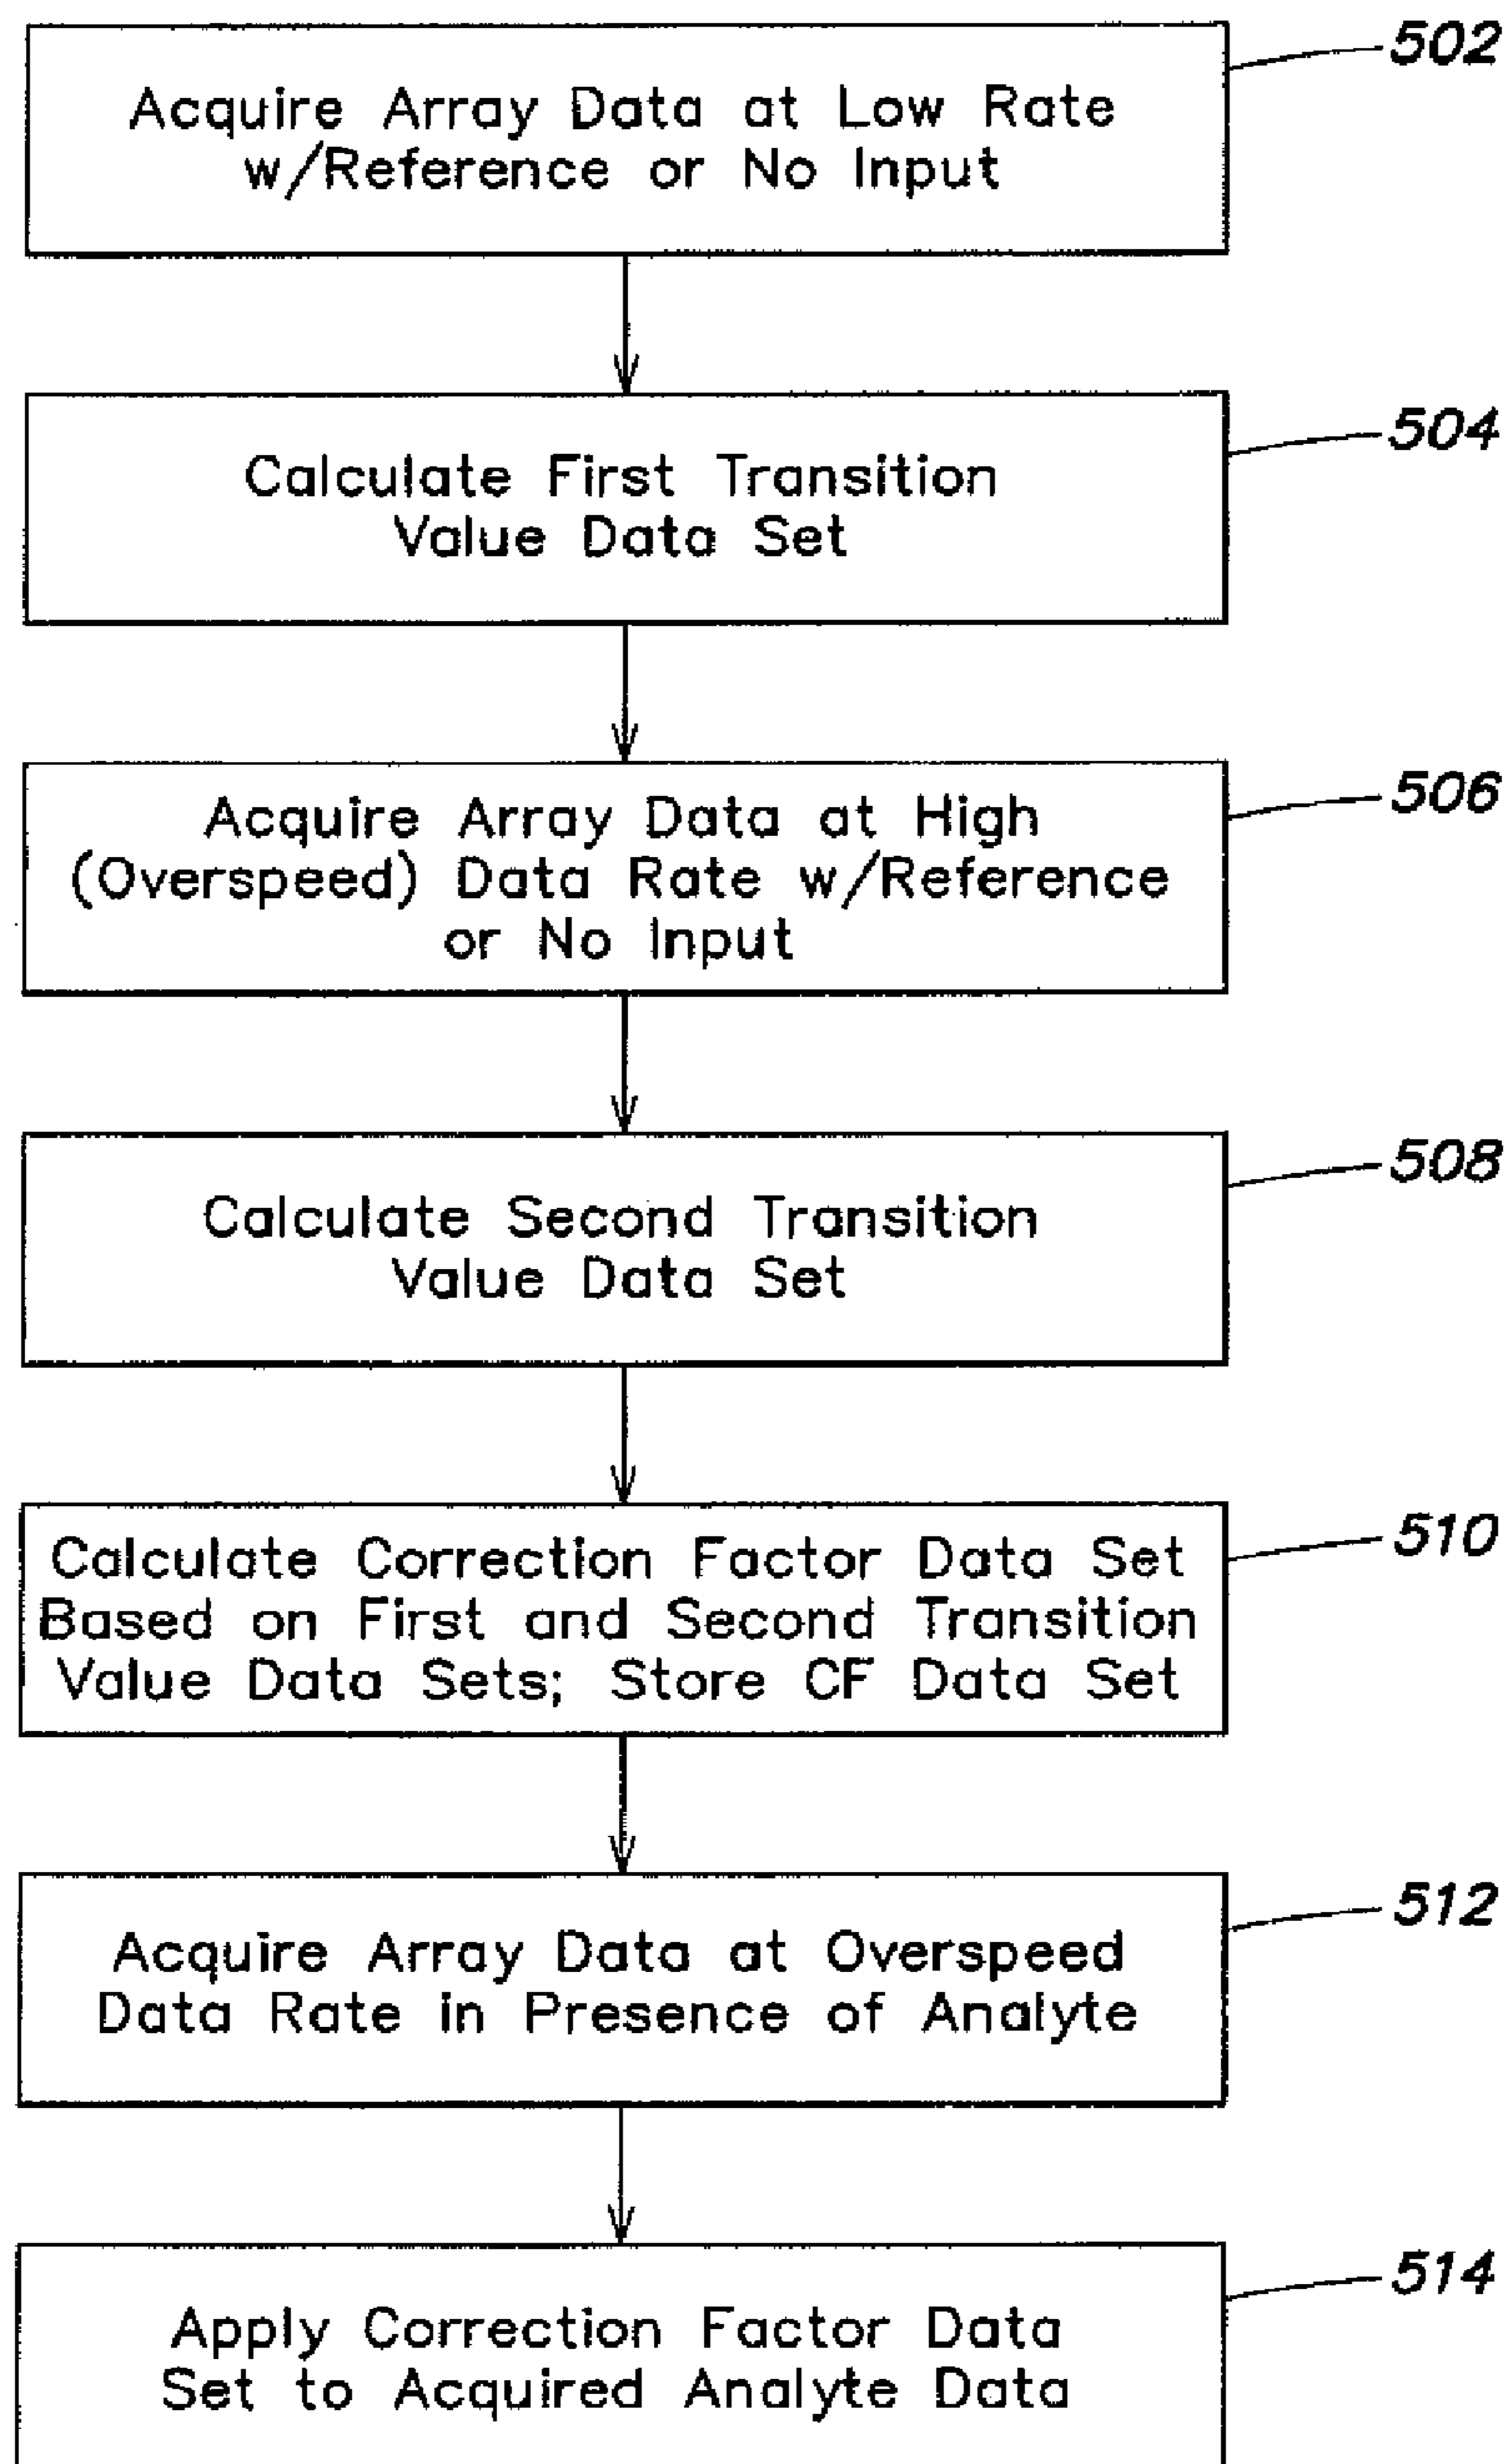 502
Acquire Array Data at Low Rate
w/Reference or No Input
504
Calculate First Transition
Value Data Set
506
Acquire Array Data at High
(Overspeed) Data Rate w/Reference
or No Input
508
Calculate Second Transition
Value Data Set
510
Calculate Correction Factor Data Set
Based on First and Second Transition
Value Data Sets; Store CF Data Set
512
Acquire Array Data at Overspeed
Data Rate in Presence of Analyte
514
Apply Correction Factor Data
Set to Acquired Analyte Data